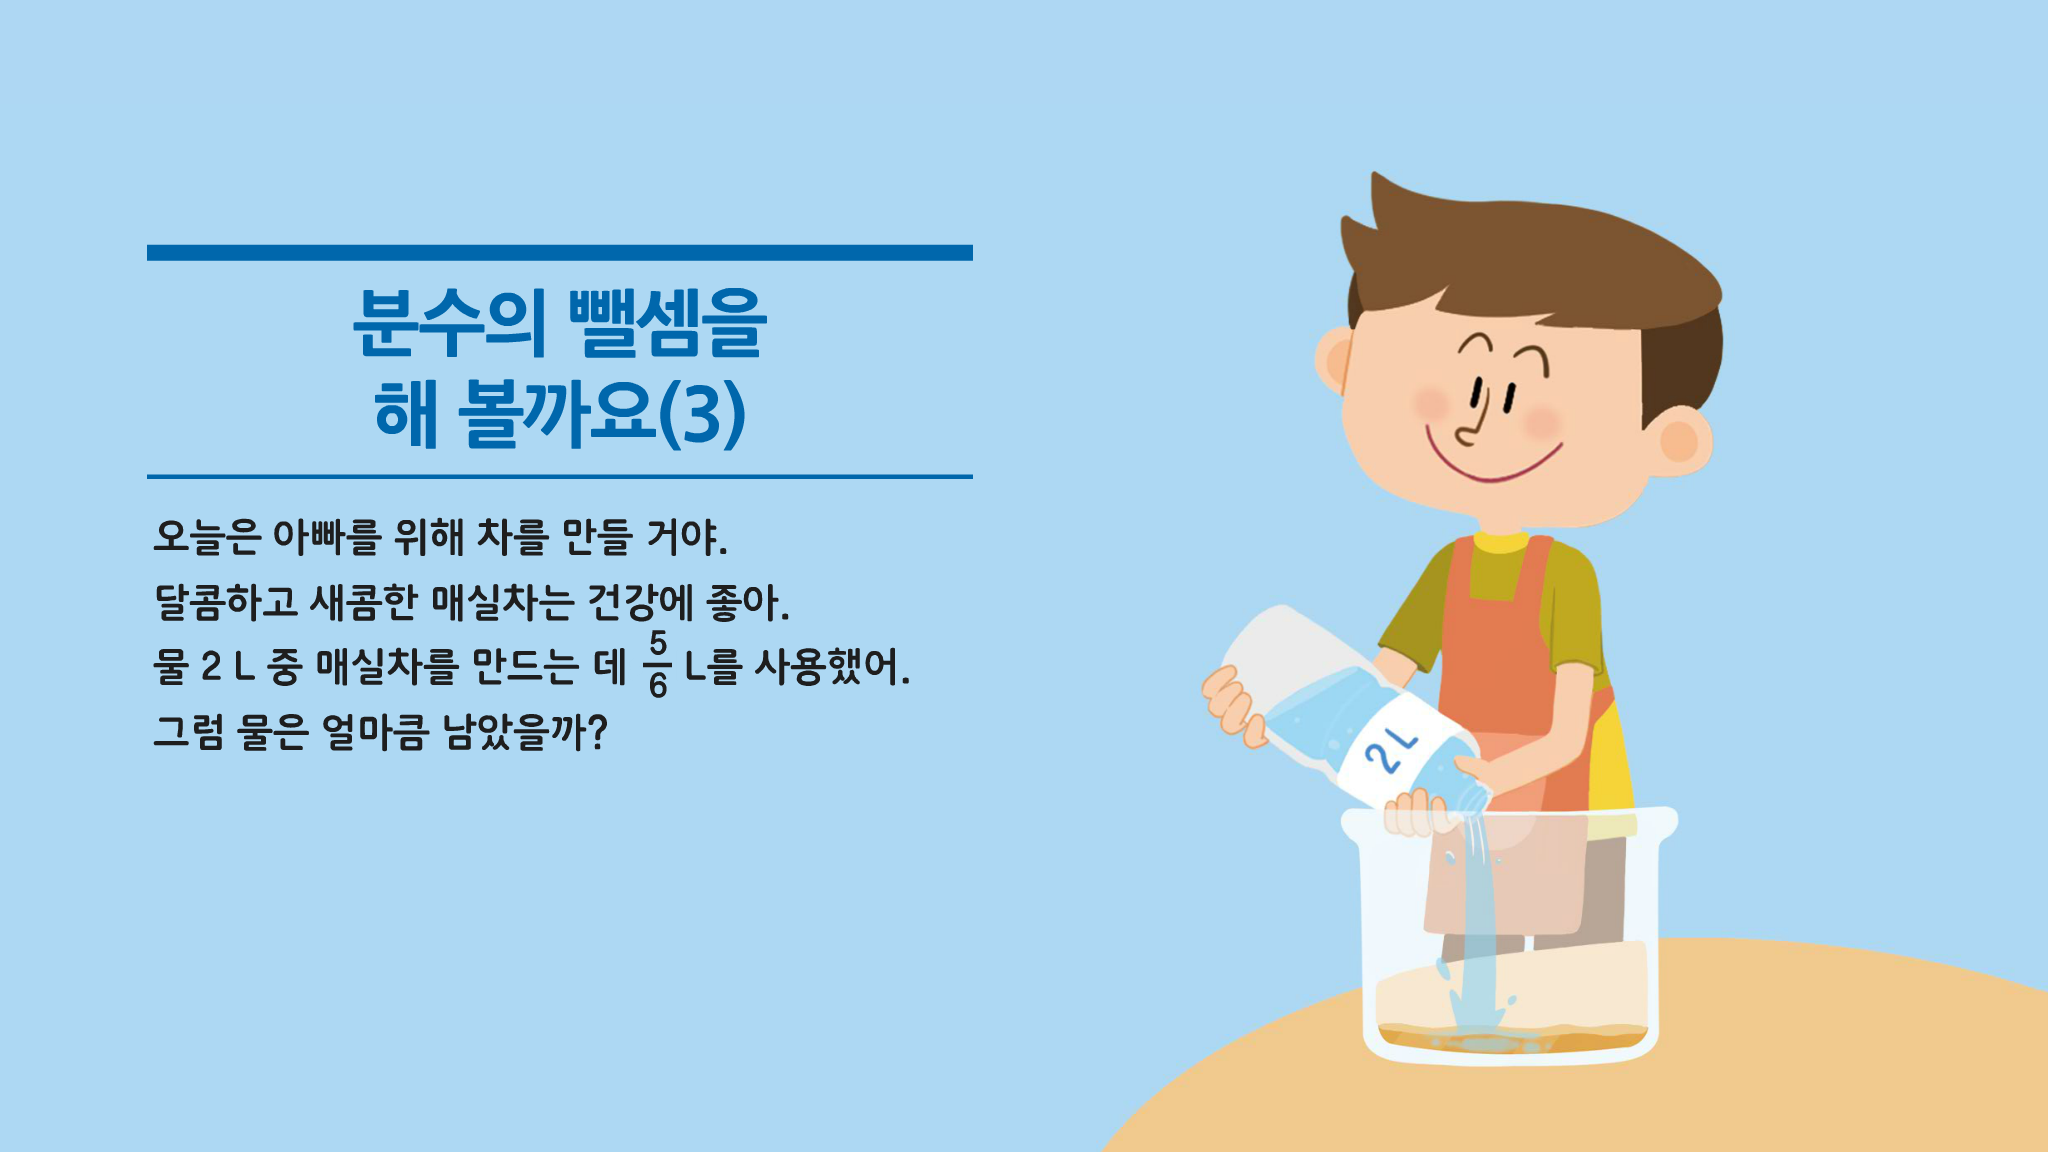 분수의 뺄셈을
해 볼까요(3)
오늘은 아빠를 위해 차를 만들 거야.
달콤하고 새콤한 매실차는 건강에 좋아.
물 2 L 중 매실차를 만드는 데 5/6 L를 사용했어.
그럼 물은 얼마큼 남았을까?
2L